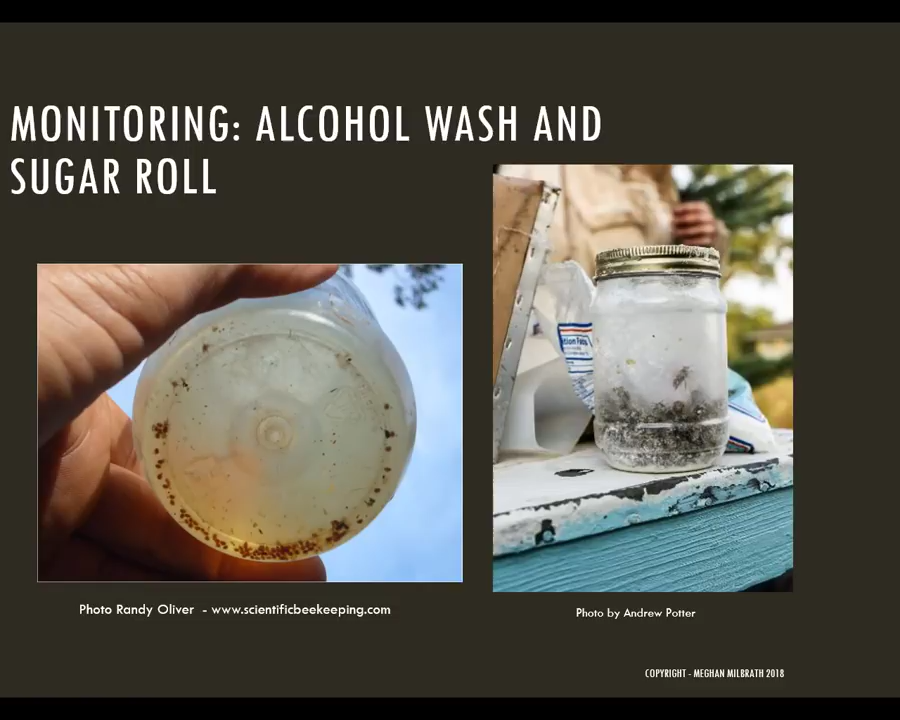 MONITORING: ALCOHOL WASH AND
SUGAR ROLL
Photo Randy Oliver - www.scientificbeekeeping.com
Photo by Andrew Potter
COPYRIGHT - MEGHAN MILBRATH 2018